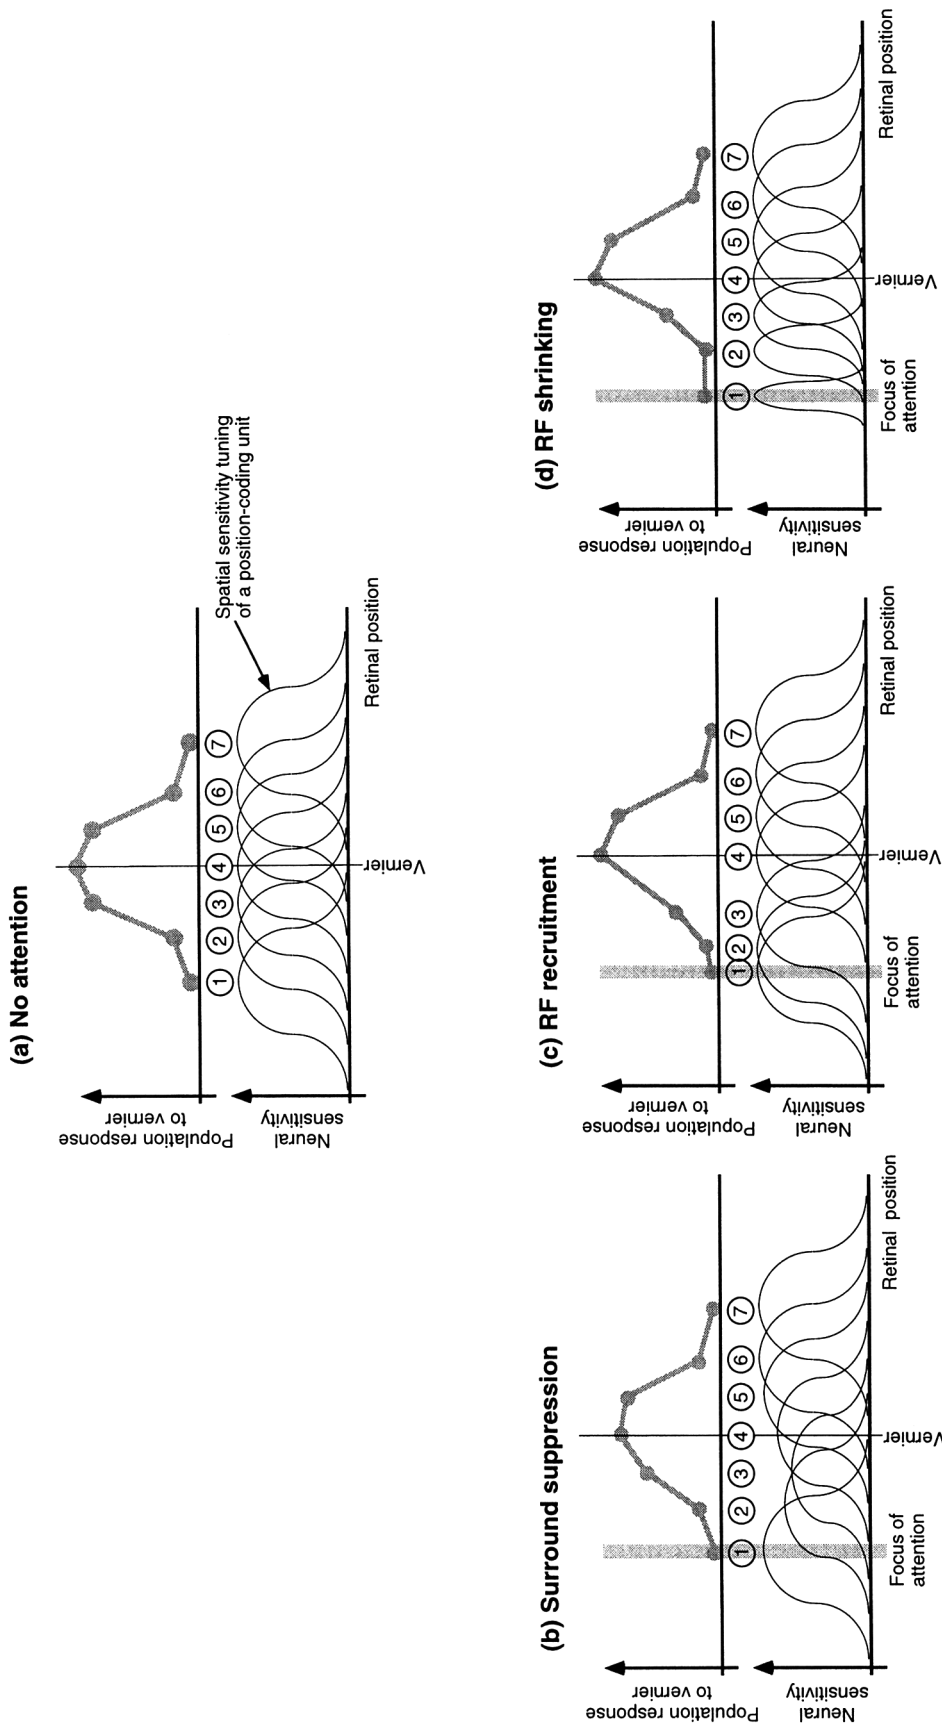 (a) No attention
Population response
to vernier
Spatial sensitivity tuning
of a position-coding unit
1 2 3 4 5 6 7
Neural
sensitivity
Vernier
Retinal position
(b) Surround suppression
Population response
to vernier
1 2 3 4 5 6 7
Neural
sensitivity
Focus of
attention
Vernier
Retinal position
(c) RF recruitment
Population response
to vernier
1 2 3 4 5 6 7
Neural
sensitivity
Focus of
attention
Vernier
Retinal position
(d) RF shrinking
Population response
to vernier
1 2 3 4 5 6 7
Neural
sensitivity
Focus of
attention
Vernier
Retinal position